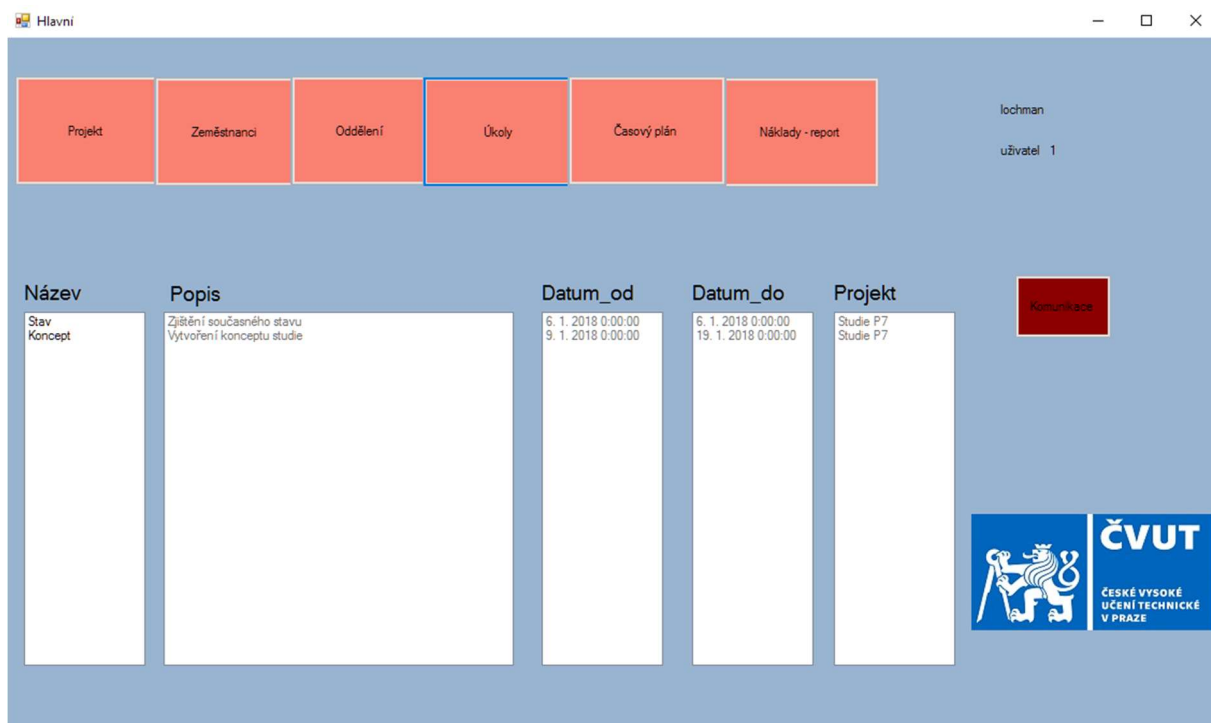 Hlavní
Projekt
Zeměstnanci
Oddělení
Úkoly
Časový plán
Náklady - report
lochman
uživatel 1
Název
Popis
Datum_od
Datum_do
Projekt
Stav
Zjištění současného stavu
6. 1. 2018 0:00:00
6. 1. 2018 0:00:00
Studie P7
Koncept
Vytvoření konceptu studie
9. 1. 2018 0:00:00
19. 1. 2018 0:00:00
Studie P7
Komunikace
ČVUT
ČESKÉ VYSOKÉ
UČENÍ TECHNICKÉ
V PRAZE